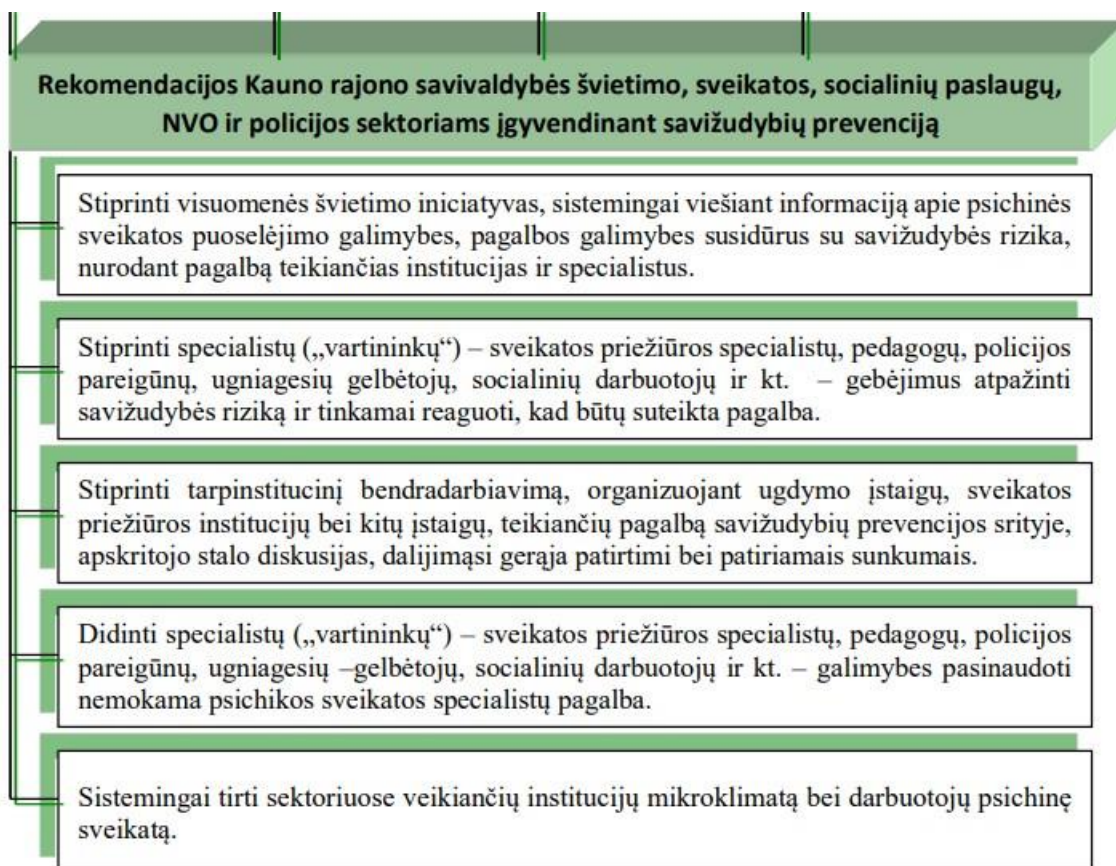 Rekomendacijos Kauno rajono savivaldybės švietimo, sveikatos, socialinių paslaugų,
NVO ir policijos sektoriams įgyvendinant savižudybių prevenciją
Stiprinti visuomenės švietimo iniciatyvas, sistemingai viešiant informaciją apie psichinės
sveikatos puoselėjimo galimybes, pagalbos galimybes susidūrus su savižudybės rizika,
nurodant pagalbą teikiančias institucijas ir specialistus.
Stiprinti specialistų („vartininkų“) – sveikatos priežiūros specialistų, pedagogų, policijos
pareigūnų, ugniagesių gelbėtojų, socialinių darbuotojų ir kt. – gebėjimus atpažinti
savižudybės riziką ir tinkamai reaguoti, kad būtų suteikta pagalba.
Stiprinti tarpinstitucinį bendradarbiavimą, organizuojant ugdymo įstaigų, sveikatos
priežiūros institucijų bei kitų įstaigų, teikiančių pagalbą savižudybių prevencijos srityje,
apskritojo stalo diskusijas, dalijimąsi gerąja patirtimi bei patiriamais sunkumais.
Didinti specialistų („vartininkų“) – sveikatos priežiūros specialistų, pedagogų, policijos
pareigūnų, ugniagesių –gelbėtojų, socialinių darbuotojų ir kt. – galimybes pasinaudoti
nemokama psichikos sveikatos specialistų pagalba.
Sistemingai tirti sektoriuose veikiančių institucijų mikroklimatą bei darbuotojų psichinę
sveikatą.